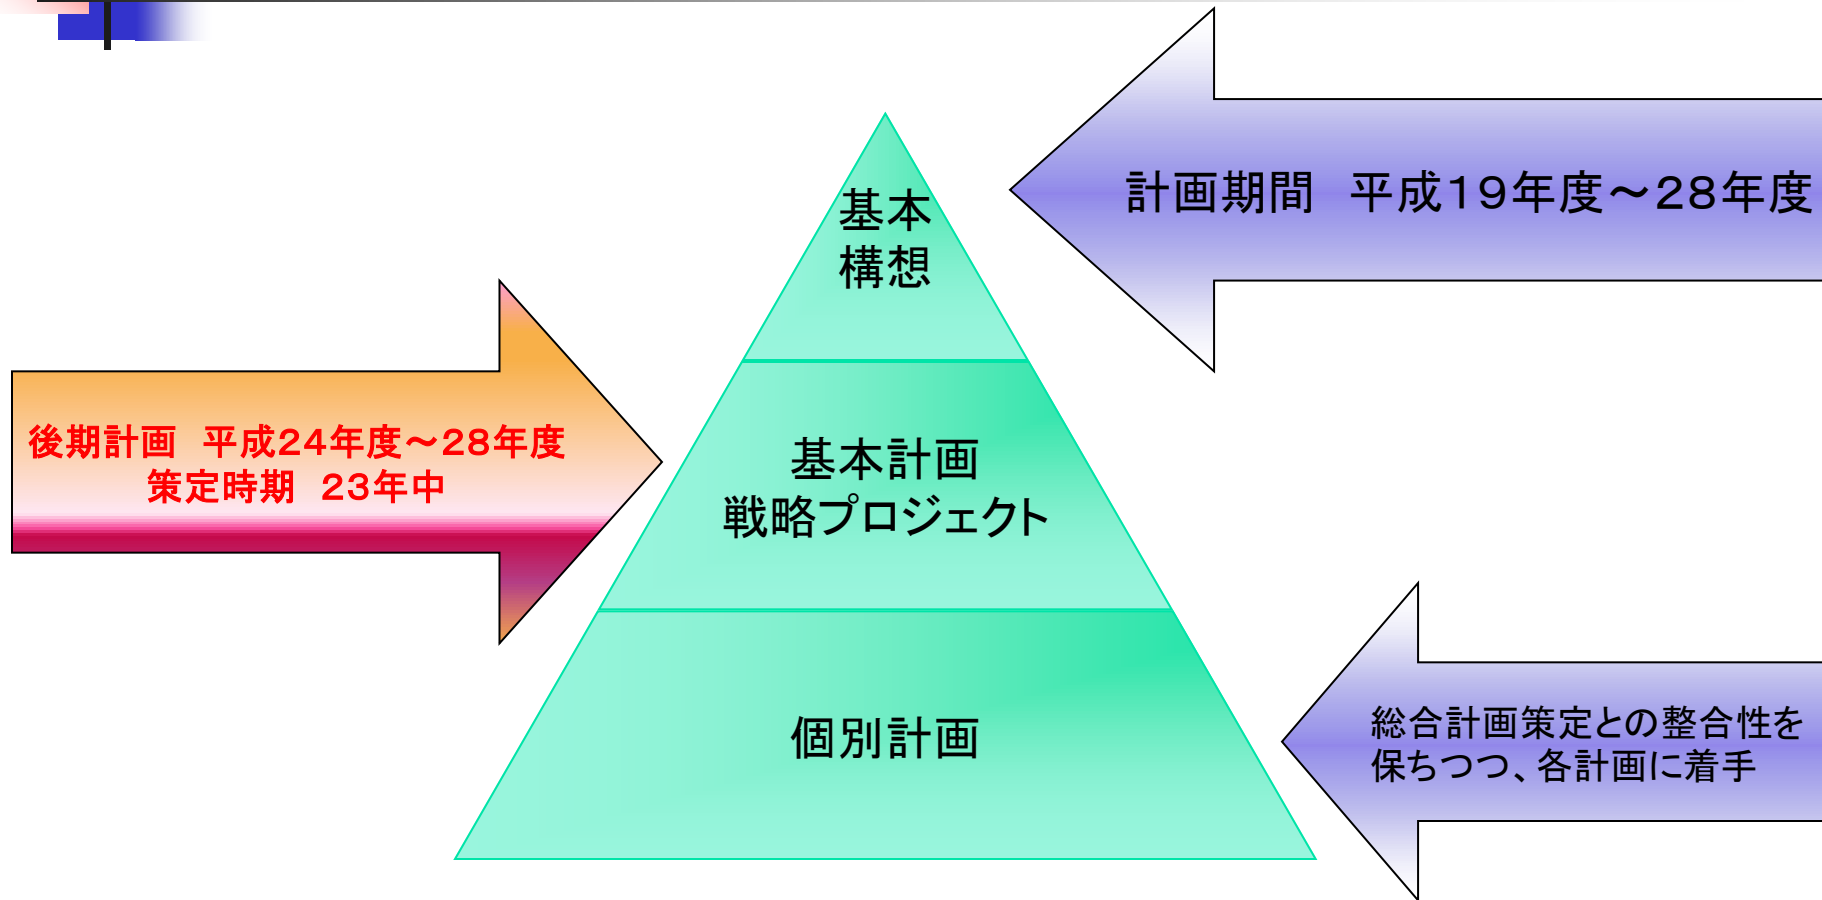 計画期間　平成１９年度～２８年度
基本
構想
後期計画　平成２４年度～２８年度
策定時期　２３年中
基本計画
戦略プロジェクト
個別計画
総合計画策定との整合性を
保ちつつ、各計画に着手